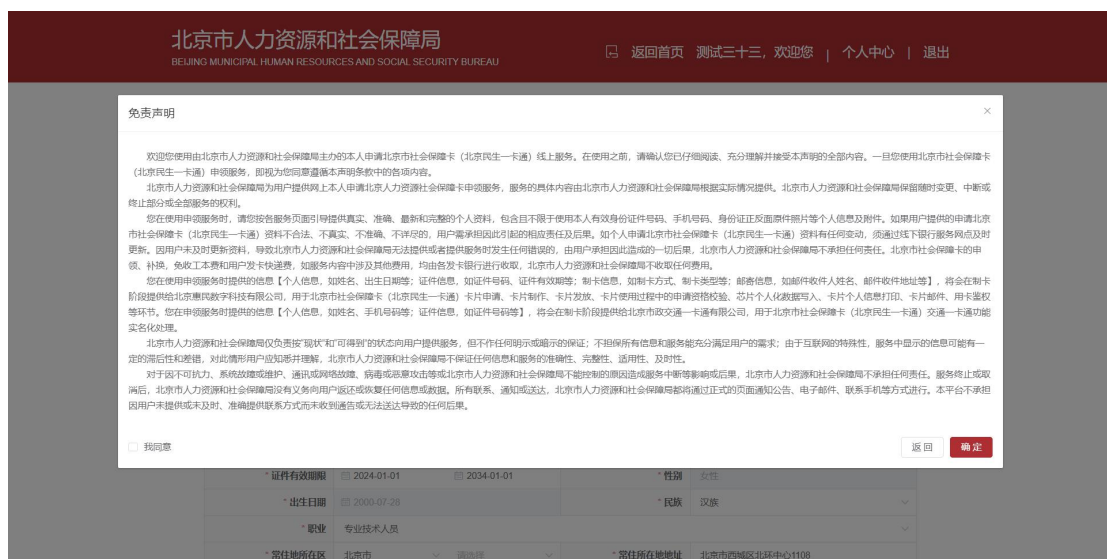 北京市人力资源和社会保障局
BEIJING MUNICIPAL HUMAN RESOURCES AND SOCIAL SECURITY BUREAU
返回首页 测试三十三，欢迎您 | 个人中心 | 退出
免责声明
欢迎您使用由北京市人力资源和社会保障局主办的本人申请北京市社会保障卡（北京民生一卡通）线上服务。在使用之前，请确认您已仔细阅读、充分理解并接受本声明的全部内容。一旦您使用北京市社会保障卡
（北京民生一卡通）申领服务，即视为您同意遵循本声明条款中的各项内容。
北京市人力资源和社会保障局为用户提供网上本人申请北京人力资源社会保障卡申领服务，服务的具体内容由北京市人力资源和社会保障局根据实际情况提供。北京市人力资源和社会保障局保留随时变更、中断或
终止部分或全部服务的权利。
您在使用申领服务时，请您按各服务页面引导提供真实、准确、最新和完整的个人资料，包含且不限于使用本人有效身份证件号码、手机号码、身份证正反面原件照片等个人信息及附件。如果用户提供的申请北京
市社会保障卡（北京民生一卡通）资料不合法、不真实、不准确、不详尽的，用户需承担因此引起的相应责任及后果。如个人申请北京市社会保障卡（北京民生一卡通）资料有任何变动，须通过线下银行服务网点及时
更新。因用户未及时更新资料，导致北京市人力资源和社会保障局无法提供或者提供服务时发生任何错误的，由用户承担因此造成的一切后果，北京市人力资源和社会保障局不承担任何责任。北京市社会保障卡的申
领、补换，免收工本费和用户发卡快递费，如服务内容中涉及其他费用，均由各发卡银行进行收取，北京市人力资源和社会保障局不收取任何费用。
您在使用申领服务时提供的信息【个人信息，如姓名、出生日期等；证件信息，如证件号码、证件有效期等；制卡信息，如制卡方式、制卡类型等；邮寄信息，如邮件收件人姓名、邮件收件地址等】，将会在制卡
阶段提供给北京惠民数字科技有限公司，用于北京市社会保障卡（北京民生一卡通）卡片申请、卡片制作、卡片发放、卡片使用过程中的申请资格校验、芯片个人化数据写入、卡片个人信息打印、卡片邮件、用卡鉴权
等环节。您在申领服务时提供的信息【个人信息，如姓名、手机号码等；证件信息，如证件号码等】，将会在制卡阶段提供给北京市政交通一卡通有限公司，用于北京市社会保障卡（北京民生一卡通）交通一卡通功能
实名化处理。
北京市人力资源和社会保障局仅负责按"现状"和"可得到"的状态向用户提供服务，但不作任何明示或暗示的保证；不担保所有信息和服务能充分满足用户的需求；由于互联网的特殊性，服务中显示的信息可能有一
定的滞后性和差错，对此情形用户应知悉并理解，北京市人力资源和社会保障局不保证任何信息和服务的准确性、完整性、适用性、及时性。
对于因不可抗力、系统故障或维护、通讯或网络故障、病毒或恶意攻击等或北京市人力资源和社会保障局不能控制的原因造成服务中断等影响或后果，北京市人力资源和社会保障局不承担任何责任。服务终止或取
消后，北京市人力资源和社会保障局没有义务向用户返还或恢复任何信息或数据。所有联系、通知或送达，北京市人力资源和社会保障局都将通过正式的页面通知公告、电子邮件、联系手机等方式进行。本平台不承担
因用户未提供或未及时、准确提供联系方式而未收到通告或无法送达导致的任何后果。
我同意 返回 确定
* 证件有效期限 2024-01-01 2034-01-01 * 性别 女性
* 出生日期 2000-07-28 * 民族 汉族
* 职业 专业技术人员
* 常住地所在区 北京市 请选择 * 常住所在地地址 北京市西城区北环中心1108